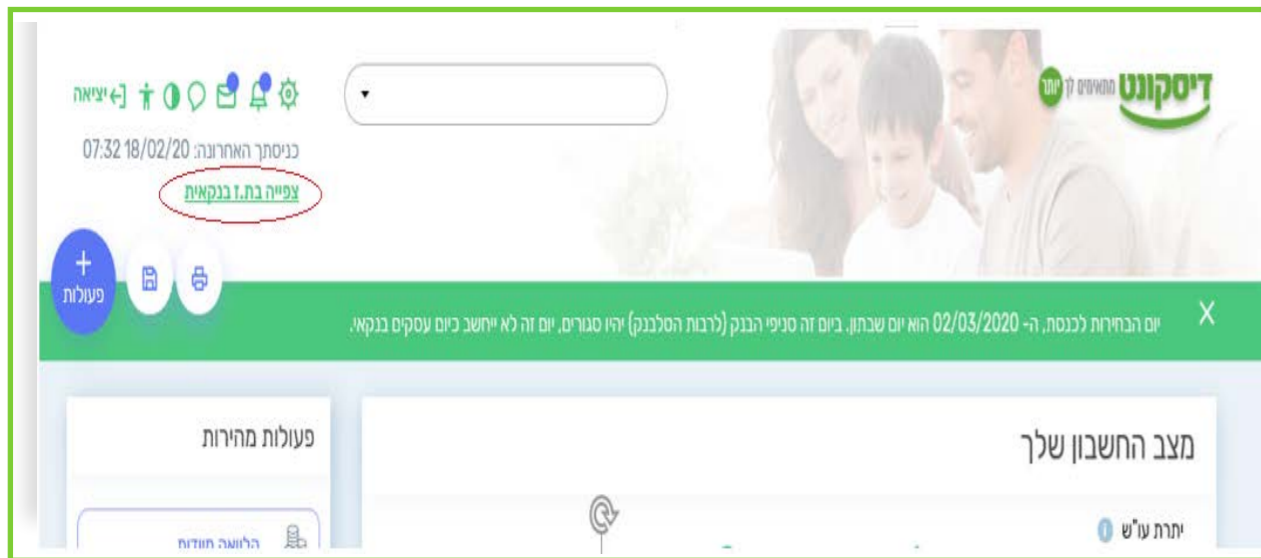 דיסקונט מתאימים לך יותר
יציאה
כניסתך האחרונה: 18/02/20 07:32
צפייה בת.ז בנקאית
פעולות
יום הבחירות לכנסת, ה- 02/03/2020 הוא יום שבתון. ביום זה סניפי הבנק (לרבות הסלבנק) יהיו סגורים, יום זה לא ייחשב כיום עסקים בנקאי.
מצב החשבון שלך
יתרת עו"ש
פעולות מהירות
הלוואה